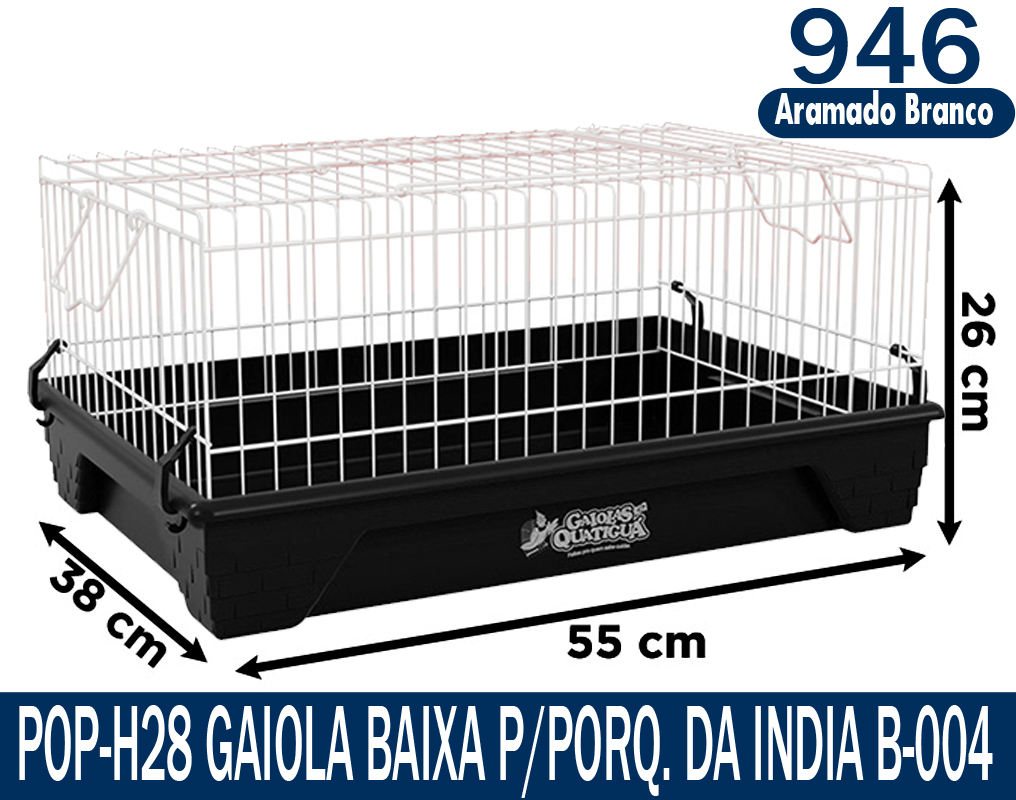 946
Aramado Branco
26 cm
GAIOLAS
QUATIGUÁ
38 cm
55 cm
POP-H28 GAIOLA BAIXA P/PORQ. DA INDIA B-004